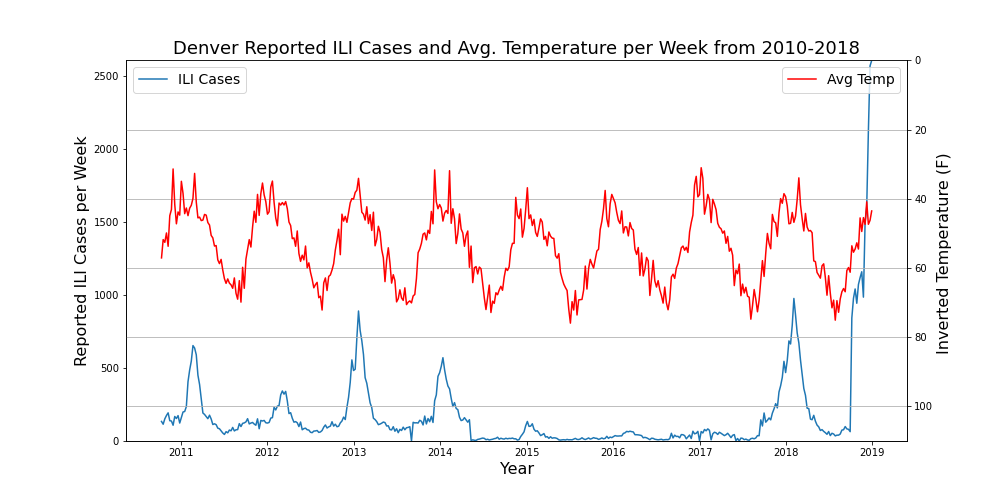 Denver Reported ILI Cases and Avg. Temperature per Week from 2010-2018
ILI Cases
Avg Temp
Reported ILI Cases per Week
2500
2000
1500
1000
500
0
0
20
40
60
80
100
Inverted Temperature (F)
2011 2012 2013 2014 2015 2016 2017 2018 2019
Year